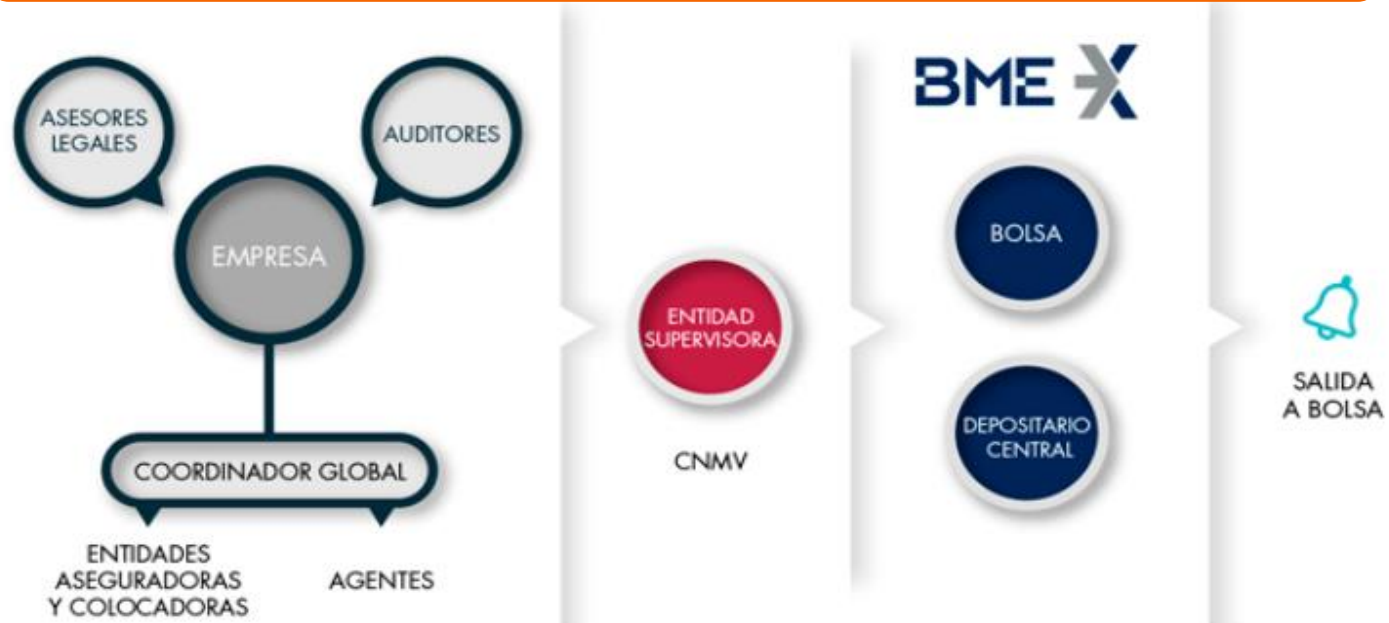 ASESORES
LEGALES
AUDITORES
EMPRESA
COORDINADOR GLOBAL
ENTIDADES
ASEGURADORAS
Y COLOCADORAS
AGENTES
ENTIDAD
SUPERVISORA
CNMV
BME X
BOLSA
DEPOSITARIO
CENTRAL
SALIDA
A BOLSA